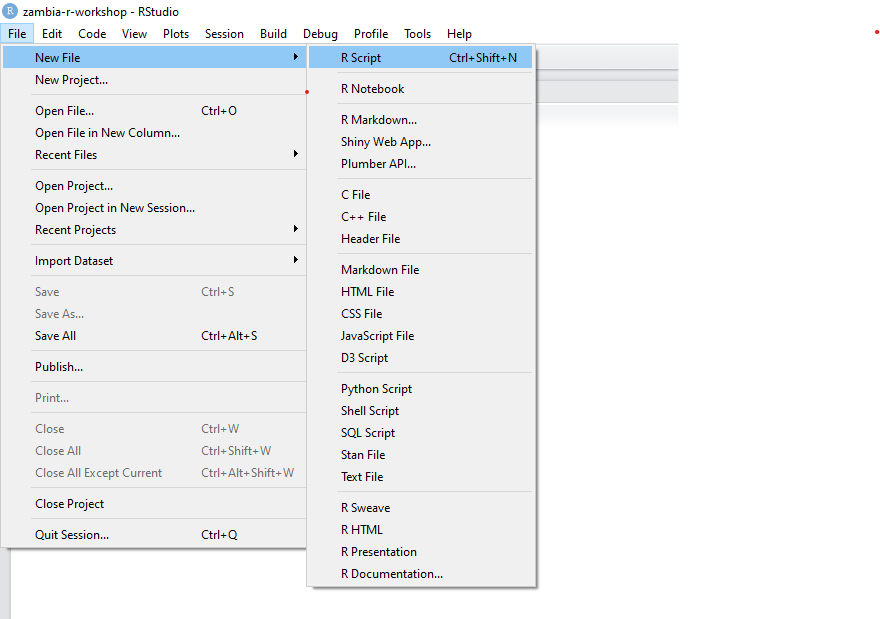 R zambia-r-workshop - RStudio
File Edit Code View Plots Session Build Debug Profile Tools Help
New File
New Project...
Open File... Ctrl+O
Open File in New Column...
Recent Files
Open Project...
Open Project in New Session...
Recent Projects
Import Dataset
Save Ctrl+S
Save As...
Save All Ctrl+Alt+S
Publish...
Print...
Close Ctrl+W
Close All Ctrl+Shift+W
Close All Except Current Ctrl+Alt+Shift+W
Close Project
Quit Session... Ctrl+Q
R Script Ctrl+Shift+N
R Notebook
R Markdown...
Shiny Web App...
Plumber API...
C File
C++ File
Header File
Markdown File
HTML File
CSS File
JavaScript File
D3 Script
Python Script
Shell Script
SQL Script
Stan File
Text File
R Sweave
R HTML
R Presentation
R Documentation...